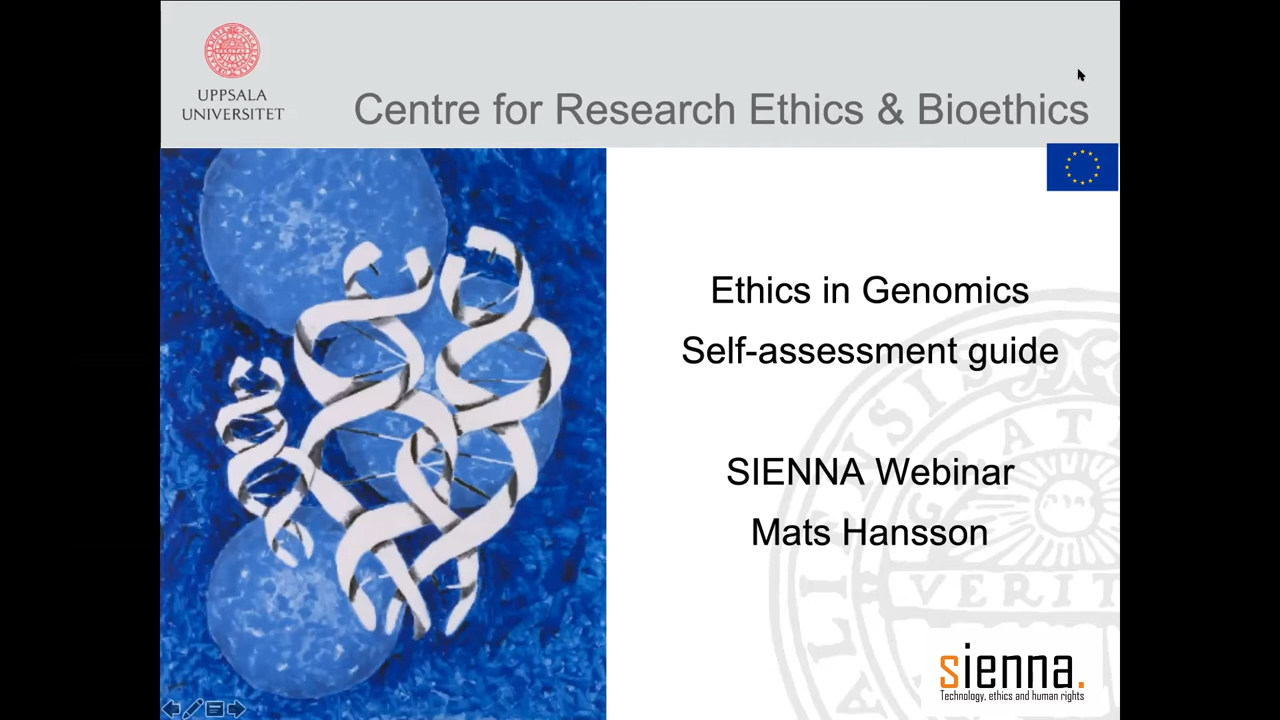 UPPSALA
UNIVERSITET
Centre for Research Ethics & Bioethics
Ethics in Genomics
Self-assessment guide
SIENNA Webinar
Mats Hansson
VERIT
sienna.
Technology, ethics and human rights